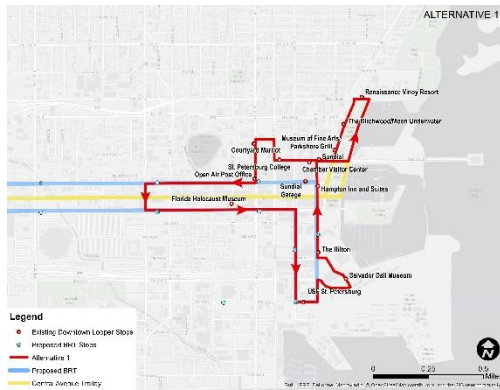 ALTERNATIVE 1
Renaissance Vinoy Resort
The Birchwood/Moon Underwater
Museum of Fine Arts
Parkshore Grill
Courtyard Marriot
Sundial
St. Petersburg College
Chamber Visitor Center
Open Air Post Office
Sundial
Garage
Hampton Inn and Suites
Florida Holocaust Museum
The Hilton
Salvador Dali Museum
USF St. Petersburg
Legend
Existing Downtown Looper Stops
Proposed BRT Stops
Alternative 1
Proposed BRT
Central Avenue Trolley
N
0 0.25 0.5
Miles